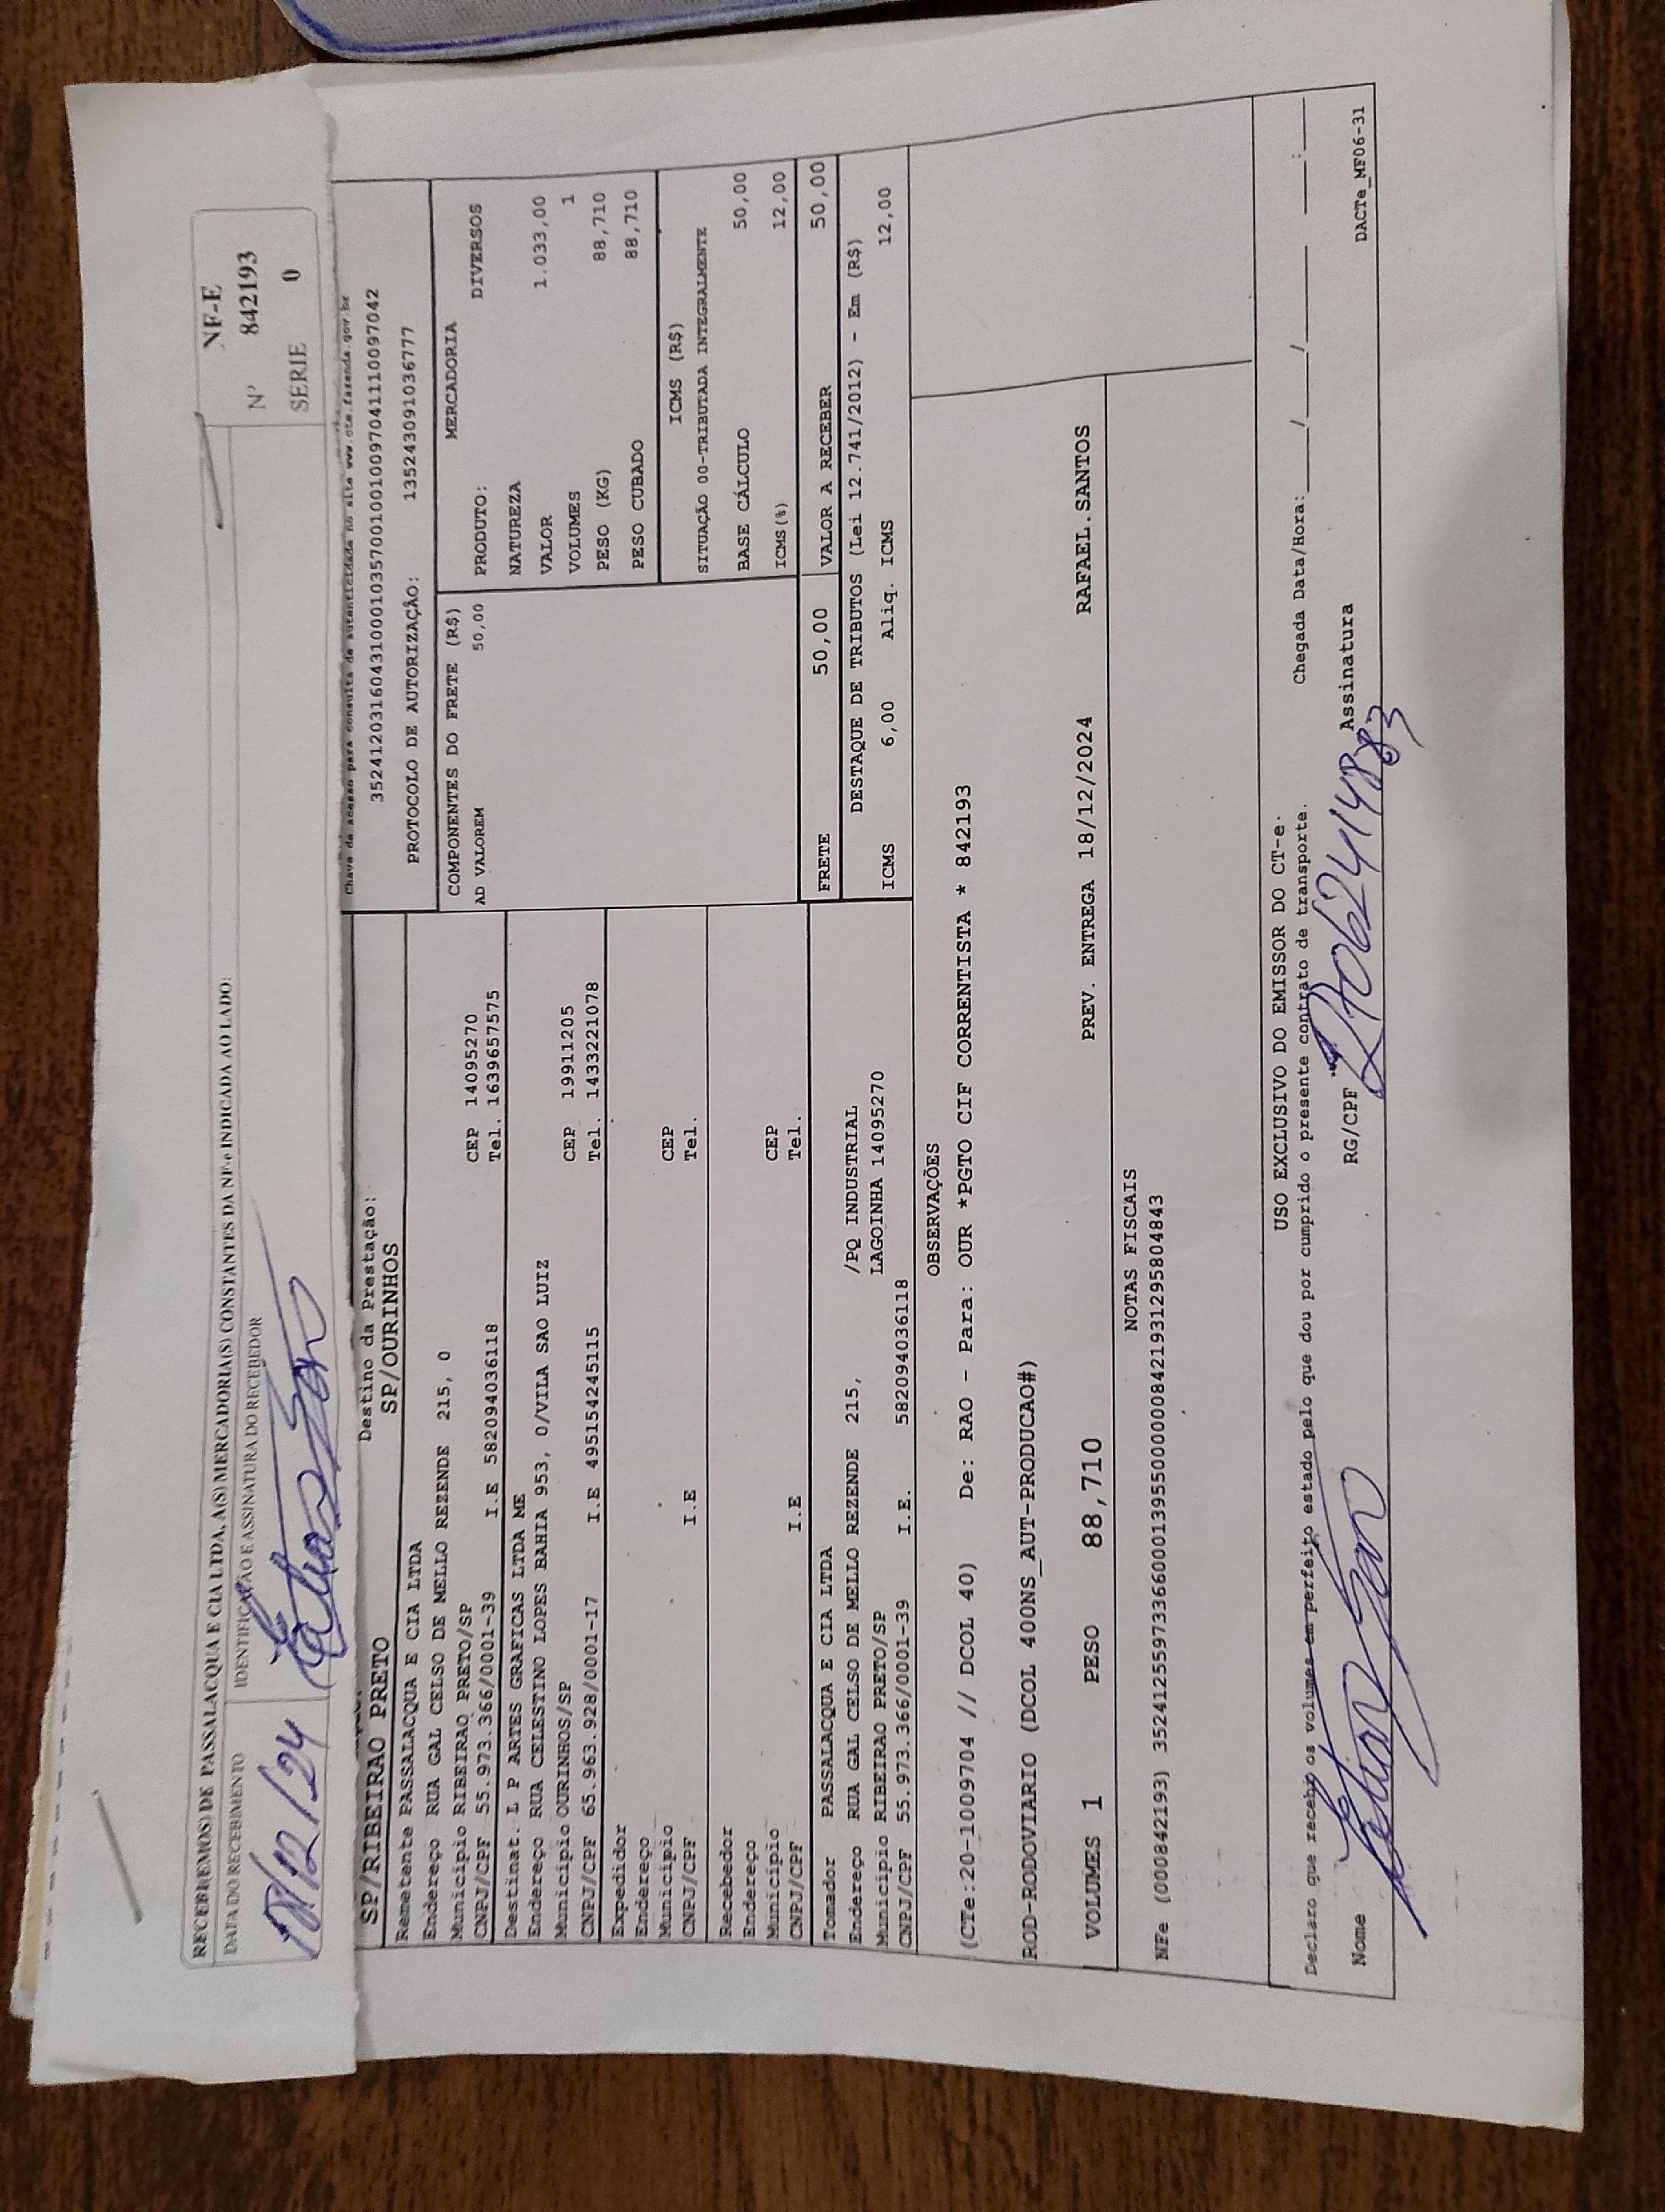 RECEBEMOS DE PASSALACQUA E CIA LTDA, A(S) MERCADORIA(S) CONSTANTES DA NF-e INDICADA AO LADO:
DATA DO RECEBIMENTO
IDENTIFICAÇÃO E ASSINATURA DO RECEBEDOR
NF-E
Nº 842193
SÉRIE 0
/12/24
SP/RIBEIRAO PRETO
Destino da Prestação:
SP/OURINHOS
Remetente PASSALACQUA E CIA LTDA
Endereço RUA GAL CELSO DE MELLO REZENDE 215, 0
Município RIBEIRAO PRETO/SP CEP 14095270
CNPJ/CPF 55.973.366/0001-39 I.E 582094036118 Tel. 1639657575
Destinat. L P ARTES GRAFICAS LTDA ME
Endereço RUA CELESTINO LOPES BAHIA 953, 0/VILA SAO LUIZ
Município OURINHOS/SP CEP 19911205
CNPJ/CPF 65.963.928/0001-17 I.E 495154245115 Tel. 1433221078
Expedidor
Endereço
Município CEP
CNPJ/CPF I.E Tel.
Recebedor
Endereço
Município CEP
CNPJ/CPF I.E Tel.
Tomador PASSALACQUA E CIA LTDA
Endereço RUA GAL CELSO DE MELLO REZENDE 215, /PQ INDUSTRIAL
Município RIBEIRAO PRETO/SP LAGOINHA 14095270
CNPJ/CPF 55.973.366/0001-39 I.E. 582094036118
Chave de acesso para consulta de autenticidade no site www.cte.fazenda.gov.br
35241203160431000103570010010097041110097042
PROTOCOLO DE AUTORIZAÇÃO: 135243091036777
COMPONENTES DO FRETE (R$)
AD VALOREM 50,00
MERCADORIA
PRODUTO: DIVERSOS
NATUREZA
VALOR 1.033,00
VOLUMES 1
PESO (KG) 88,710
PESO CUBADO 88,710
ICMS (R$)
SITUAÇÃO 00-TRIBUTADA INTEGRALMENTE
BASE CÁLCULO 50,00
ICMS(%) 12,00
FRETE 50,00 VALOR A RECEBER 50,00
DESTAQUE DE TRIBUTOS (Lei 12.741/2012) - Em (R$)
ICMS 6,00 Aliq. ICMS 12,00
OBSERVAÇÕES
(CTe:20-1009704 // DCOL 40) De: RAO - Para: OUR *PGTO CIF CORRENTISTA * 842193
ROD-RODOVIARIO (DCOL 400NS_AUT-PRODUCAO#)
VOLUMES 1 PESO 88,710 PREV. ENTREGA 18/12/2024 RAFAEL.SANTOS
NOTAS FISCAIS
NFe (000842193) 35241255973366000139550000008421931295804843
USO EXCLUSIVO DO EMISSOR DO CT-e.
Declaro que recebo os volumes em perfeito estado pelo que dou por cumprido o presente contrato de transporte.
Chegada Data/Hora:____/____/______ ____:____
Nome
RG/CPF
Assinatura
DACTe_MF06-31